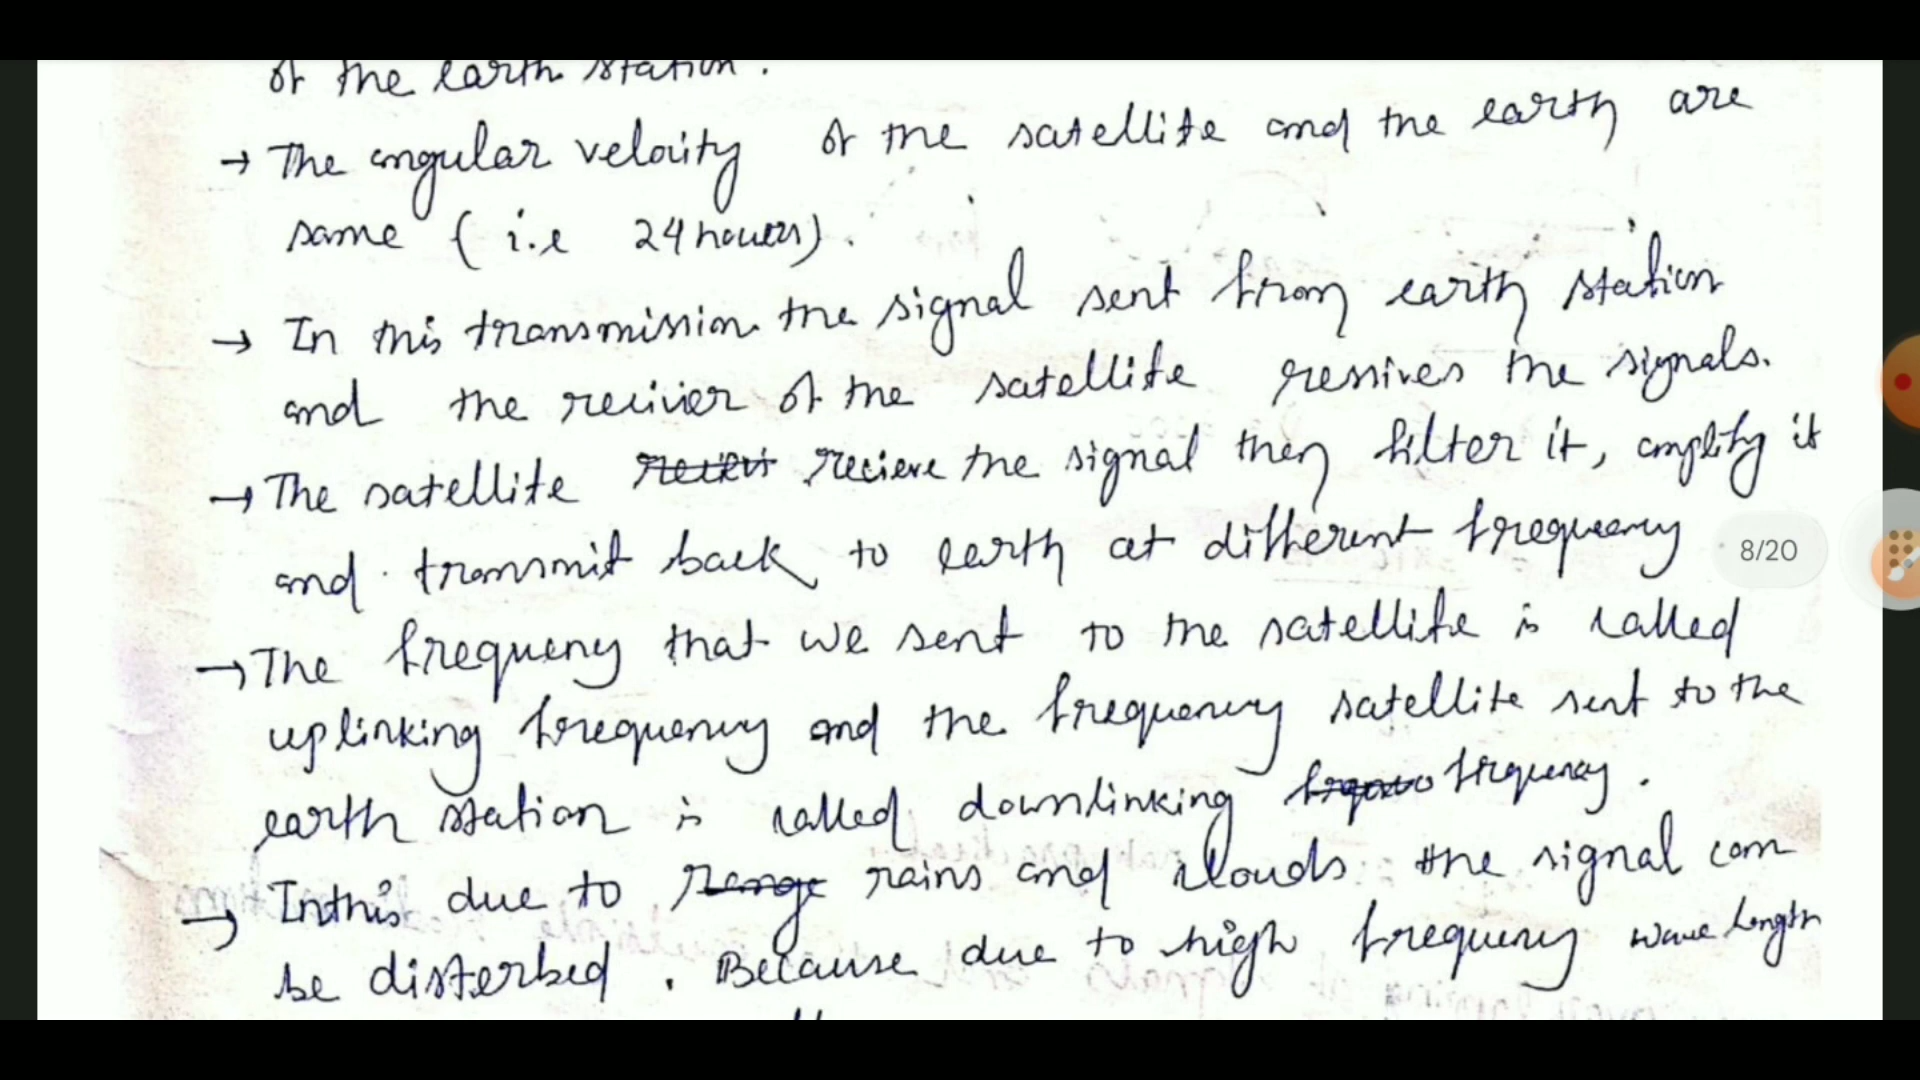 of the earth station.
→ The angular velocity of the satellite and the earth are
same (i.e 24 hours).
→ In this transmission the signal sent from earth station
and the recivier of the satellite ressives the signals.
→ The satellite recieve the signal then filter it, amplify it
and transmit back to earth at different frequency
8/20
→ The frequency that we sent to the satellite is called
uplinking frequency and the frequency satellite sent to the
earth station is called downlinking frequency.
→ In this due to range rains and clouds the signal can
be disterbed. Because due to high frequency wave length